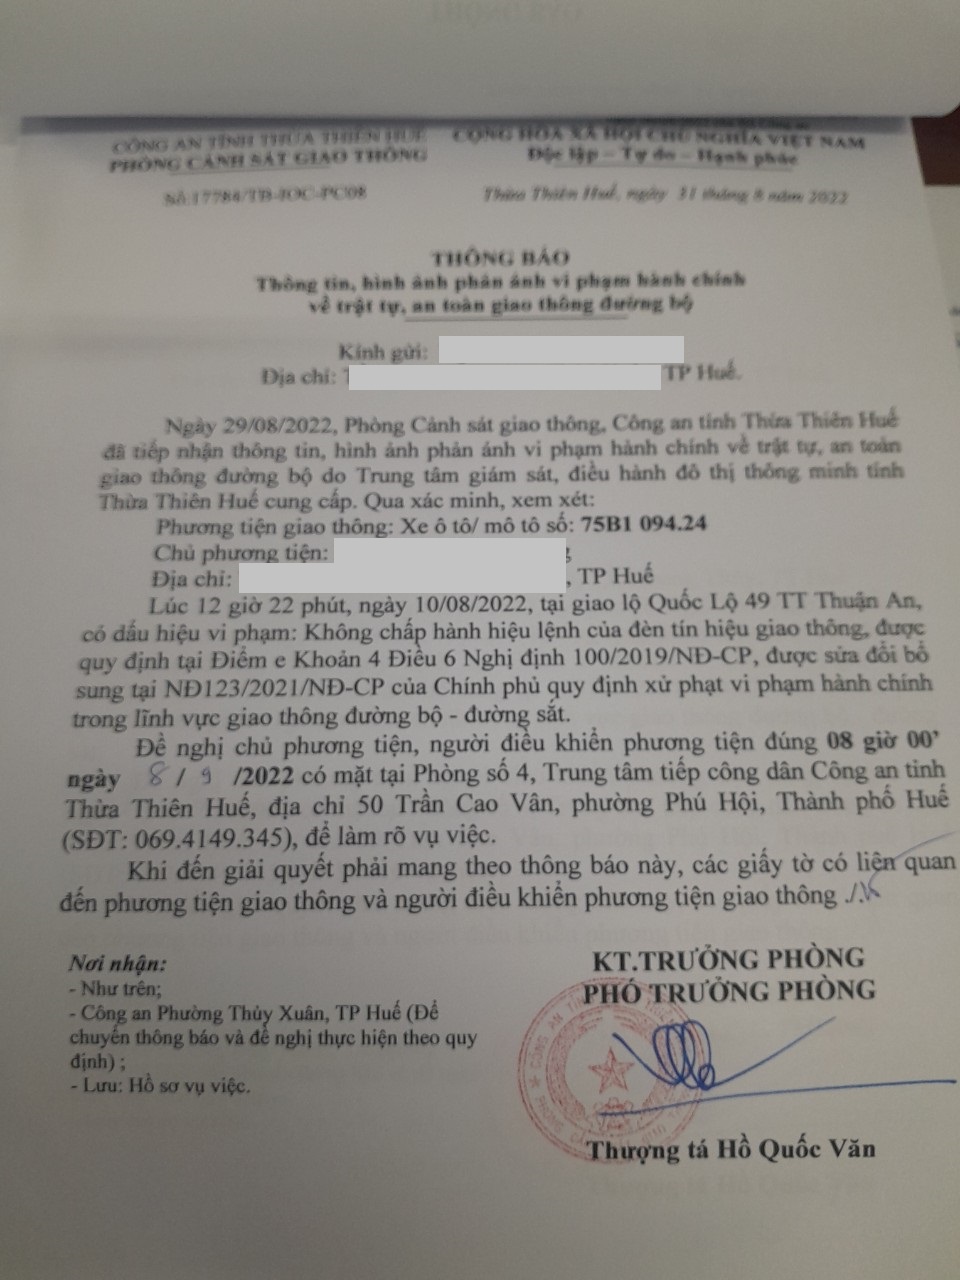 CÔNG AN TỈNH THỪA THIÊN HUẾ
PHÒNG CẢNH SÁT GIAO THÔNG
CỘNG HÒA XÃ HỘI CHỦ NGHĨA VIỆT NAM
Độc lập – Tự do – Hạnh phúc
Số:17784/TB-IOC-PC08
Thừa Thiên Huế, ngày 31 tháng 8 năm 2022
THÔNG BÁO
Thông tin, hình ảnh phản ánh vi phạm hành chính
về trật tự, an toàn giao thông đường bộ
Kính gửi:
Địa chỉ: TP Huế.
Ngày 29/08/2022, Phòng Cảnh sát giao thông, Công an tỉnh Thừa Thiên Huế
đã tiếp nhận thông tin, hình ảnh phản ánh vi phạm hành chính về trật tự, an toàn
giao thông đường bộ do Trung tâm giám sát, điều hành đô thị thông minh tỉnh
Thừa Thiên Huế cung cấp. Qua xác minh, xem xét:
Phương tiện giao thông: Xe ô tô/ mô tô số: 75B1 094.24
Chủ phương tiện:
Địa chỉ: , TP Huế
Lúc 12 giờ 22 phút, ngày 10/08/2022, tại giao lộ Quốc Lộ 49 TT Thuận An,
có dấu hiệu vi phạm: Không chấp hành hiệu lệnh của đèn tín hiệu giao thông, được
quy định tại Điểm e Khoản 4 Điều 6 Nghị định 100/2019/NĐ-CP, được sửa đổi bổ
sung tại NĐ123/2021/NĐ-CP của Chính phủ quy định xử phạt vi phạm hành chính
trong lĩnh vực giao thông đường bộ - đường sắt.
Đề nghị chủ phương tiện, người điều khiển phương tiện đúng 08 giờ 00’
ngày 8 / 9 /2022 có mặt tại Phòng số 4, Trung tâm tiếp công dân Công an tỉnh
Thừa Thiên Huế, địa chỉ 50 Trần Cao Vân, phường Phú Hội, Thành phố Huế
(SĐT: 069.4149.345), để làm rõ vụ việc.
Khi đến giải quyết phải mang theo thông báo này, các giấy tờ có liên quan
đến phương tiện giao thông và người điều khiển phương tiện giao thông ./.
Nơi nhận:
- Như trên;
- Công an Phường Thủy Xuân, TP Huế (Để
chuyển thông báo và đề nghị thực hiện theo quy
định) ;
- Lưu: Hồ sơ vụ việc.
KT.TRƯỞNG PHÒNG
PHÓ TRƯỞNG PHÒNG
Thượng tá Hồ Quốc Văn